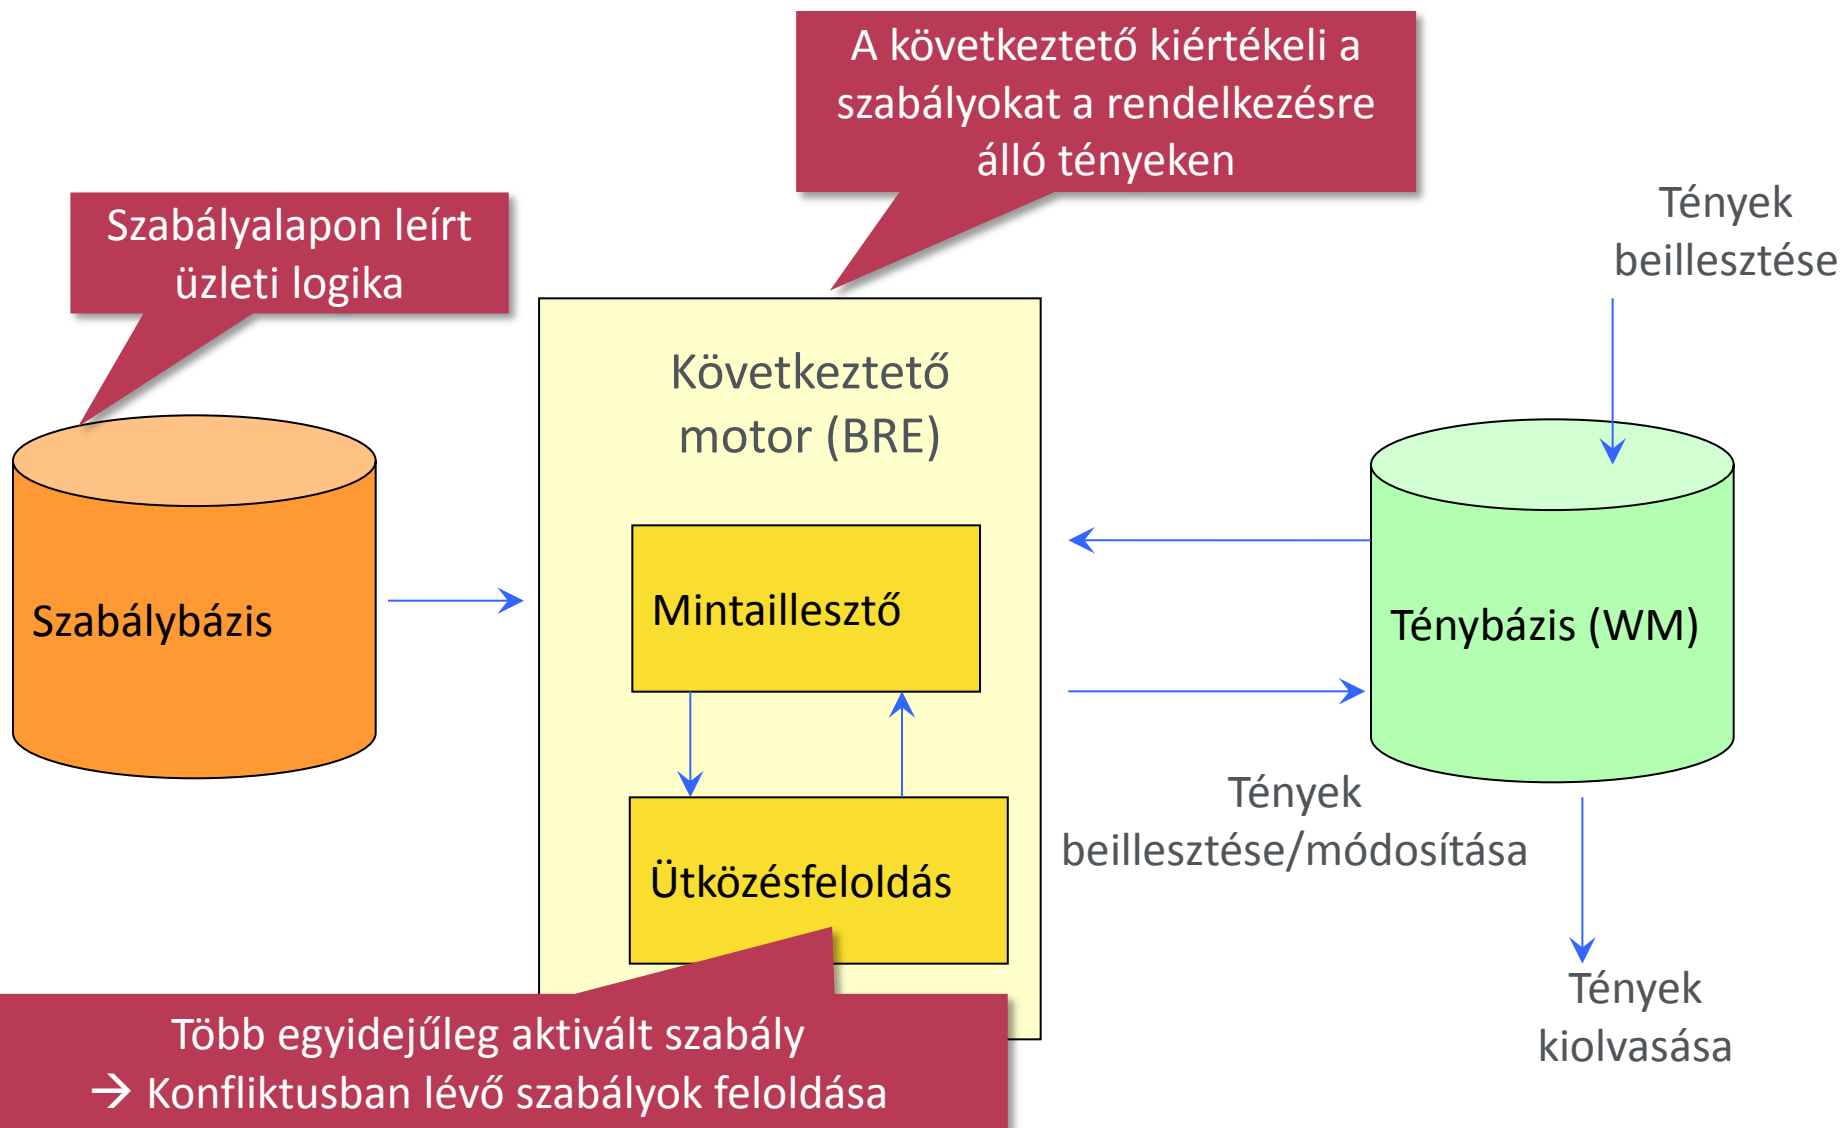 A következtető kiértékeli a
szabályokat a rendelkezésre
álló tényeken
Szabályalapon leírt
üzleti logika
Tények
beillesztése
Következtető
motor (BRE)
Szabálybázis
Mintaillesztő
Ténybázis (WM)
Tények
beillesztése/módosítása
Ütközésfeloldás
Tények
kiolvasása
Több egyidejűleg aktivált szabály
→ Konfliktusban lévő szabályok feloldása